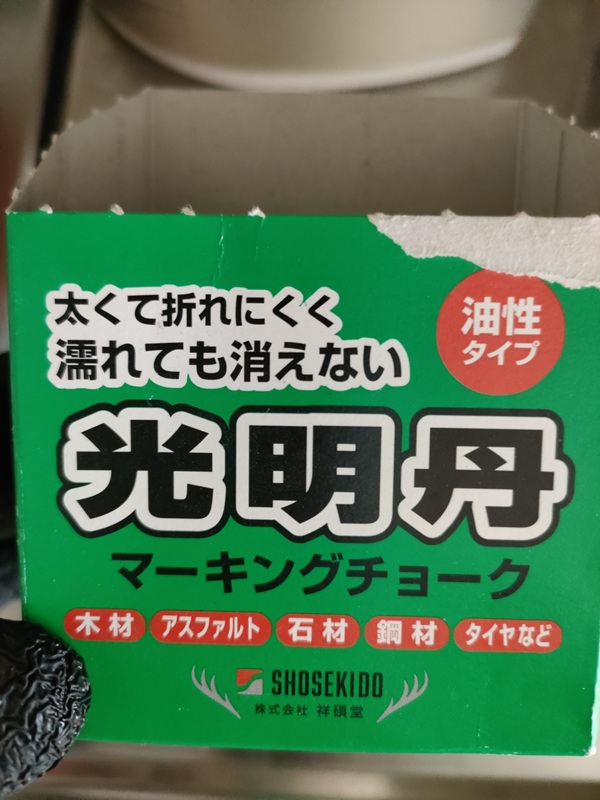 太くて折れにくく
濡れても消えない
油性
タイプ
光明丹
マーキングチョーク
木材 アスファルト 石材 鋼材 タイヤなど
SHOSEKIDO
株式会社 祥碩堂